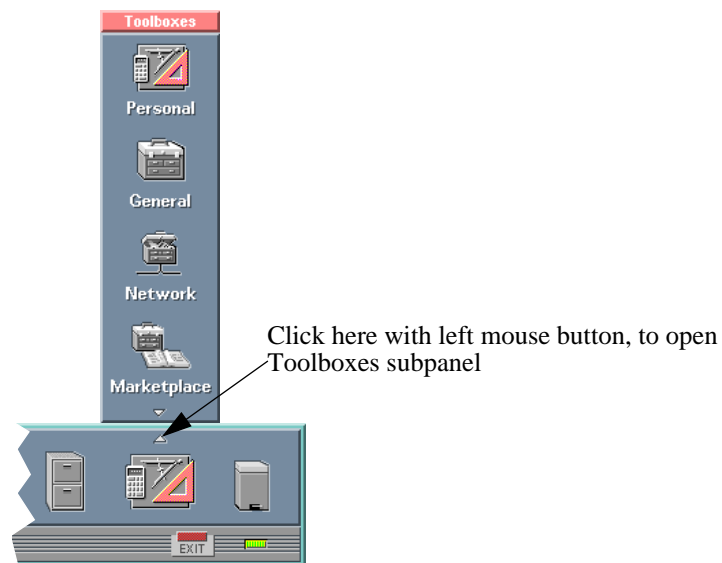 Toolboxes
Personal
General
Network
Click here with left mouse button, to open
Toolboxes subpanel
Marketplace
EXIT